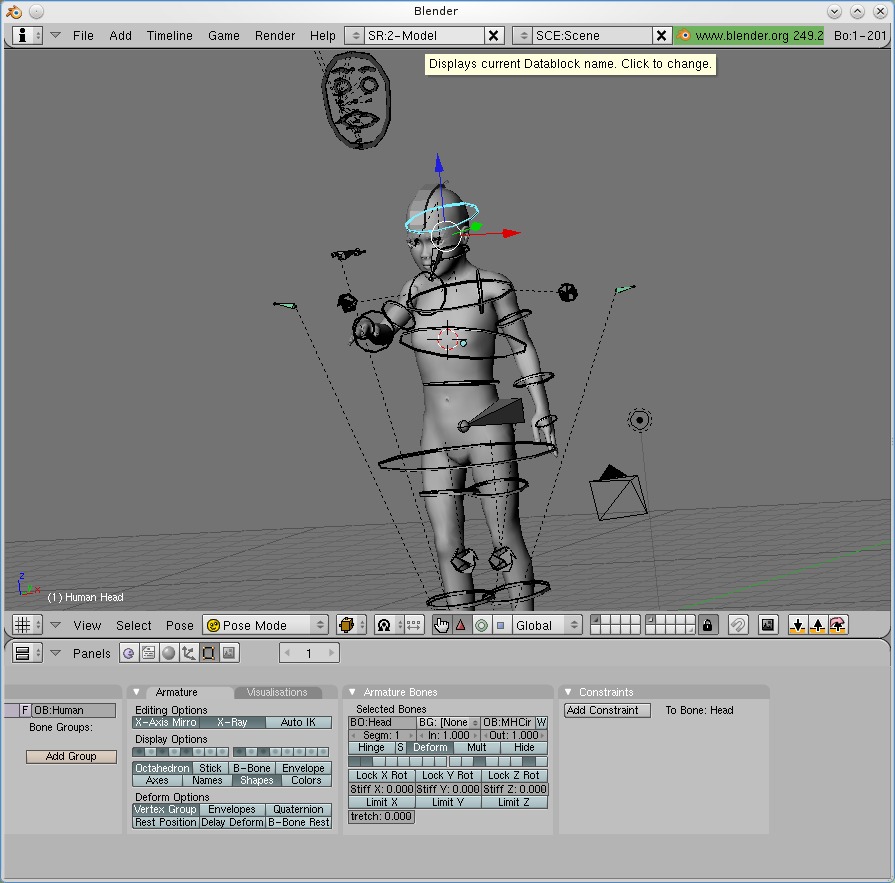 Blender
File Add Timeline Game Render Help SR:2-Model SCE:Scene www.blender.org 249.2 Bo:1-201
Displays current Datablock name. Click to change.
z
x
(1) Human Head
View Select Pose Pose Mode Global
Panels 1
F OB:Human
Bone Groups:
Add Group
Armature Visualisations
Editing Options
X-Axis Mirro X-Ray Auto IK
Display Options
Octahedron Stick B-Bone Envelope
Axes Names Shapes Colors
Deform Options
Vertex Group Envelopes Quaternion
Rest Position Delay Deform B-Bone Rest
Armature Bones
Selected Bones
BO:Head BG: [None OB:MHCir W
Segm: 1 In: 1.000 Out: 1.000
Hinge S Deform Mult Hide
Lock X Rot Lock Y Rot Lock Z Rot
Stiff X: 0.000 Stiff Y: 0.000 Stiff Z: 0.000
Limit X Limit Y Limit Z
tretch: 0.000
Constraints
Add Constraint To Bone: Head